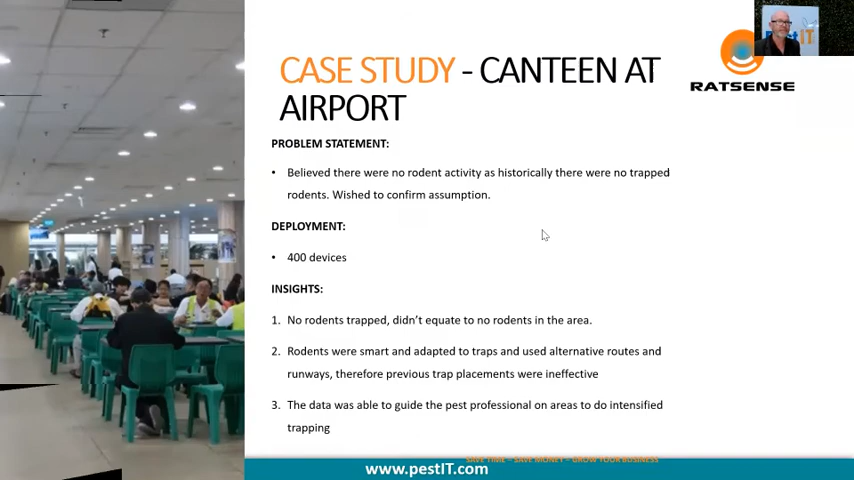 CASE STUDY - CANTEEN AT
AIRPORT
RATSENSE
PROBLEM STATEMENT:
• Believed there were no rodent activity as historically there were no trapped
rodents. Wished to confirm assumption.
DEPLOYMENT:
• 400 devices
INSIGHTS:
1. No rodents trapped, didn't equate to no rodents in the area.
2. Rodents were smart and adapted to traps and used alternative routes and
runways, therefore previous trap placements were ineffective
3. The data was able to guide the pest professional on areas to do intensified
trapping
SAVE TIME – SAVE MONEY – GROW YOUR BUSINESS
www.pestIT.com